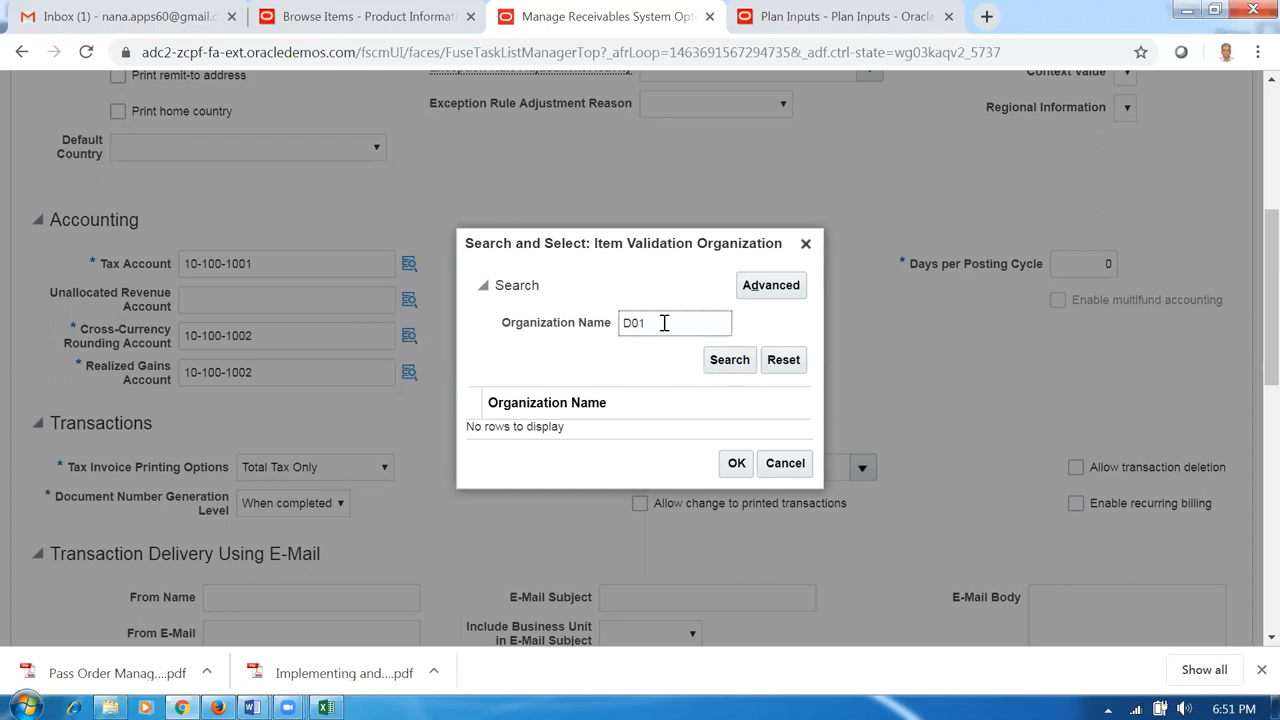 Inbox (1) - nana.apps60@gmail.c
Browse Items - Product Informat
Manage Receivables System Opt
Plan Inputs - Plan Inputs - Oracl
adc2-zcpf-fa-ext.oracledemos.com/fscmUI/faces/FuseTaskListManagerTop?_afrLoop=146369156729473­5&_adf.ctrl-state=wg03kaqv2_5737
Print remit-to address
Context Value
Print home country
Exception Rule Adjustment Reason
Regional Information
Default Country
Accounting
* Tax Account 10-100-1001
* Days per Posting Cycle 0
Unallocated Revenue Account
Enable multifund accounting
* Cross-Currency Rounding Account 10-100-1002
* Realized Gains Account 10-100-1002
Search and Select: Item Validation Organization
Search
Advanced
Organization Name D01
Search Reset
Organization Name
No rows to display
OK Cancel
Transactions
* Tax Invoice Printing Options Total Tax Only
Allow transaction deletion
* Document Number Generation Level When completed
Allow change to printed transactions
Enable recurring billing
Transaction Delivery Using E-Mail
From Name
E-Mail Subject
E-Mail Body
From E-Mail
Include Business Unit in E-Mail Subject
Pass Order Manag....pdf
Implementing and....pdf
Show all
6:51 PM